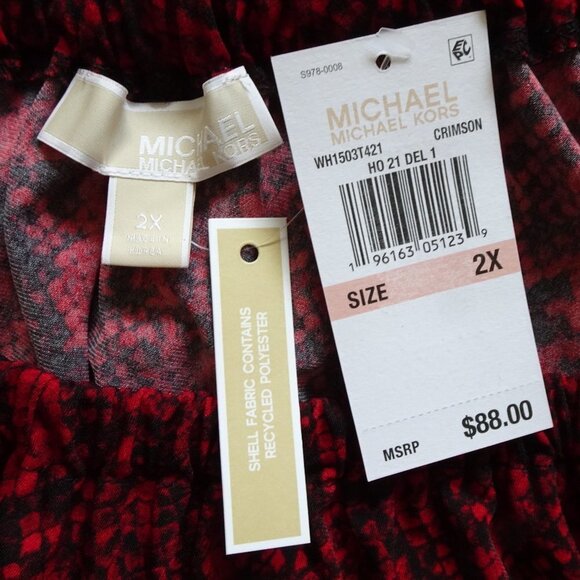 MICHAEL
MICHAEL KORS
2X
SHELL FABRIC CONTAINS
RECYCLED POLYESTER
S978-0008
MICHAEL
MICHAEL KORS
CRIMSON
WH1503T421
HO 21 DEL 1
1 96163 05123 9
SIZE 2X
MSRP $88.00